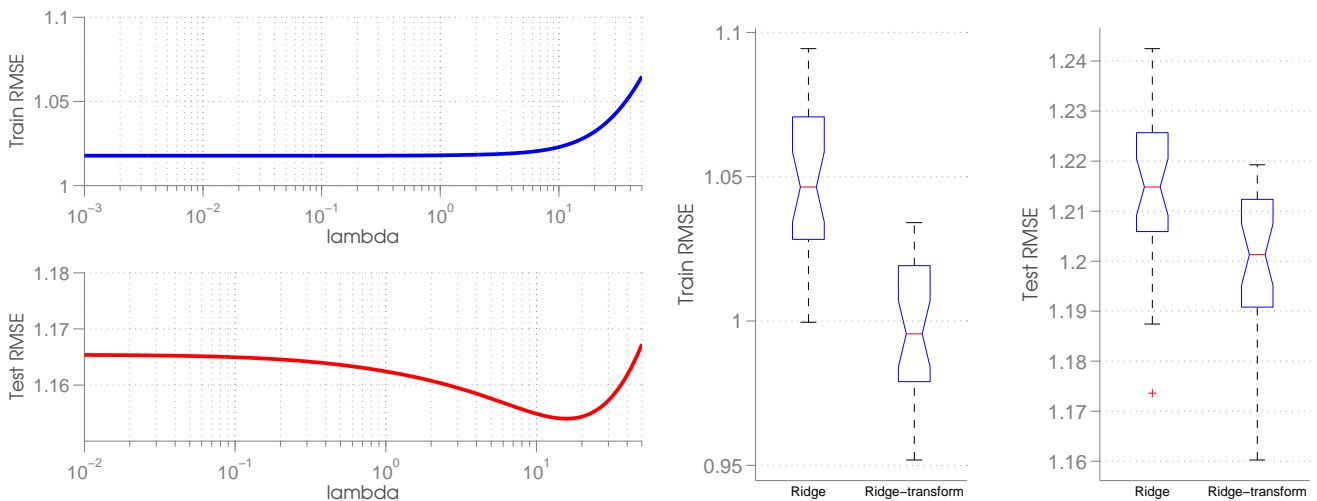 1.1
1.05
1
Train RMSE
10^-3 10^-2 10^-1 10^0 10^1
lambda
1.18
1.17
1.16
Test RMSE
10^-2 10^-1 10^0 10^1
lambda
1.1
1.05
1
0.95
Train RMSE
Ridge Ridge-transform
1.24
1.23
1.22
1.21
1.2
1.19
1.18
1.17
1.16
Test RMSE
Ridge Ridge-transform